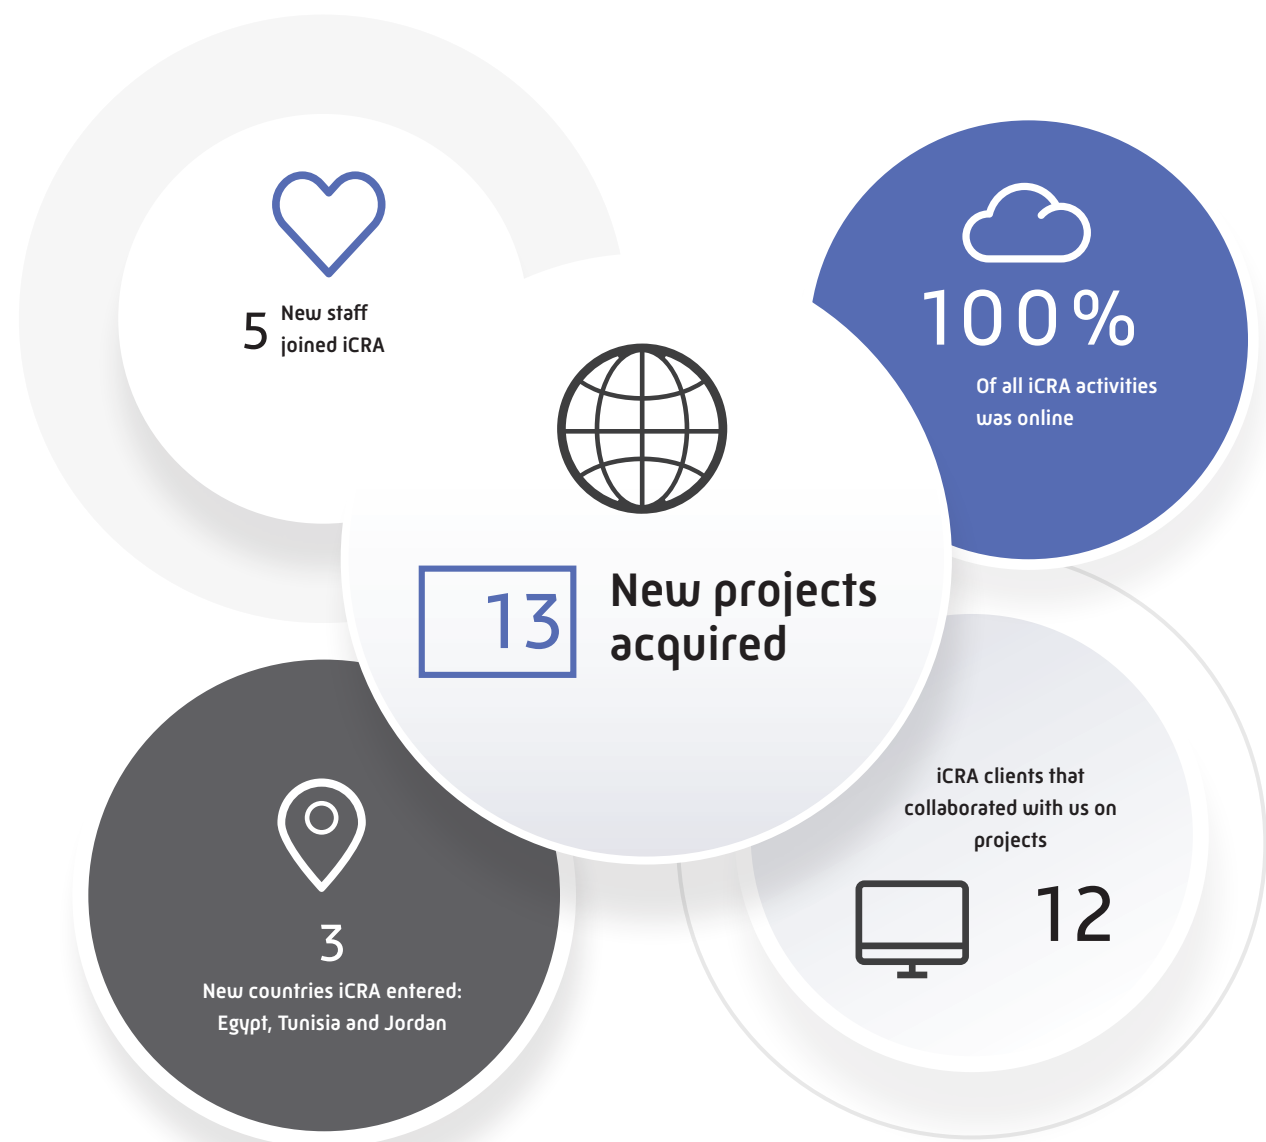 5 New staff
joined iCRA
100%
Of all iCRA activities
was online
13 New projects
acquired
3
New countries iCRA entered:
Egypt, Tunisia and Jordan
iCRA clients that
collaborated with us on
projects
12